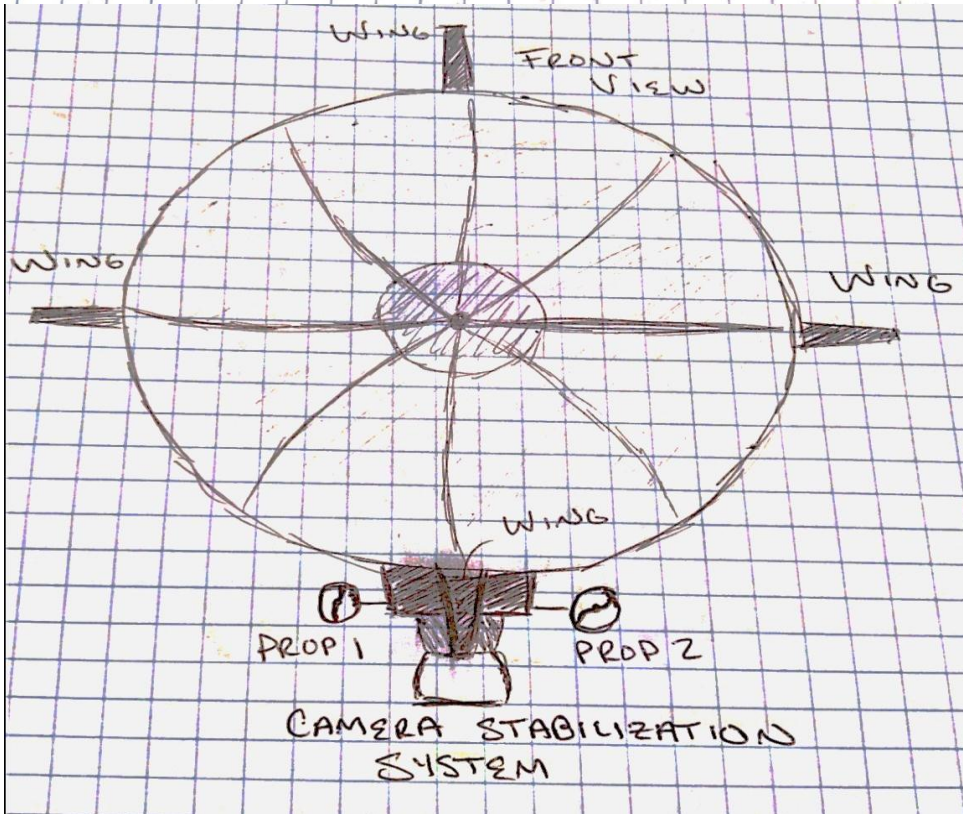 WING
FRONT
VIEW
WING
WING
WING
PROP 1
PROP 2
CAMERA STABILIZATION
SYSTEM